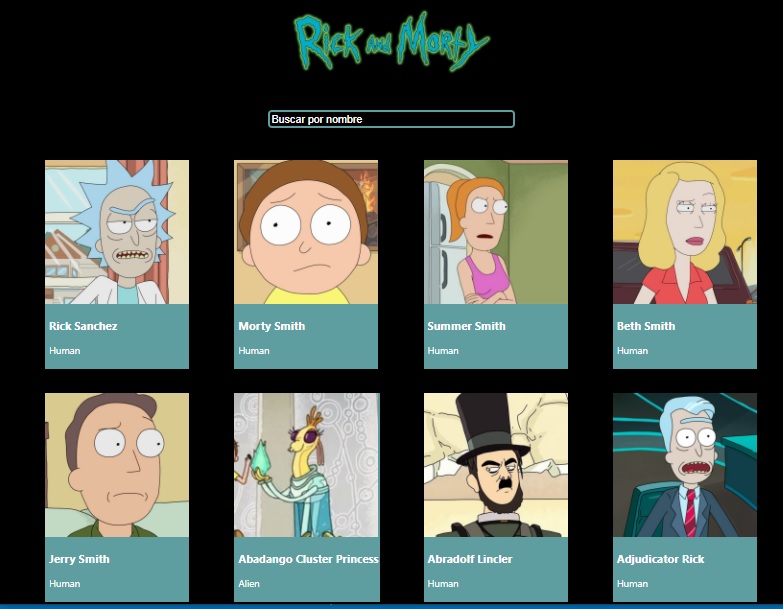 Rick and Morty
Buscar por nombre
Rick Sanchez
Human
Morty Smith
Human
Summer Smith
Human
Beth Smith
Human
Jerry Smith
Human
Abadango Cluster Princess
Alien
Abradolf Lincler
Human
Adjudicator Rick
Human